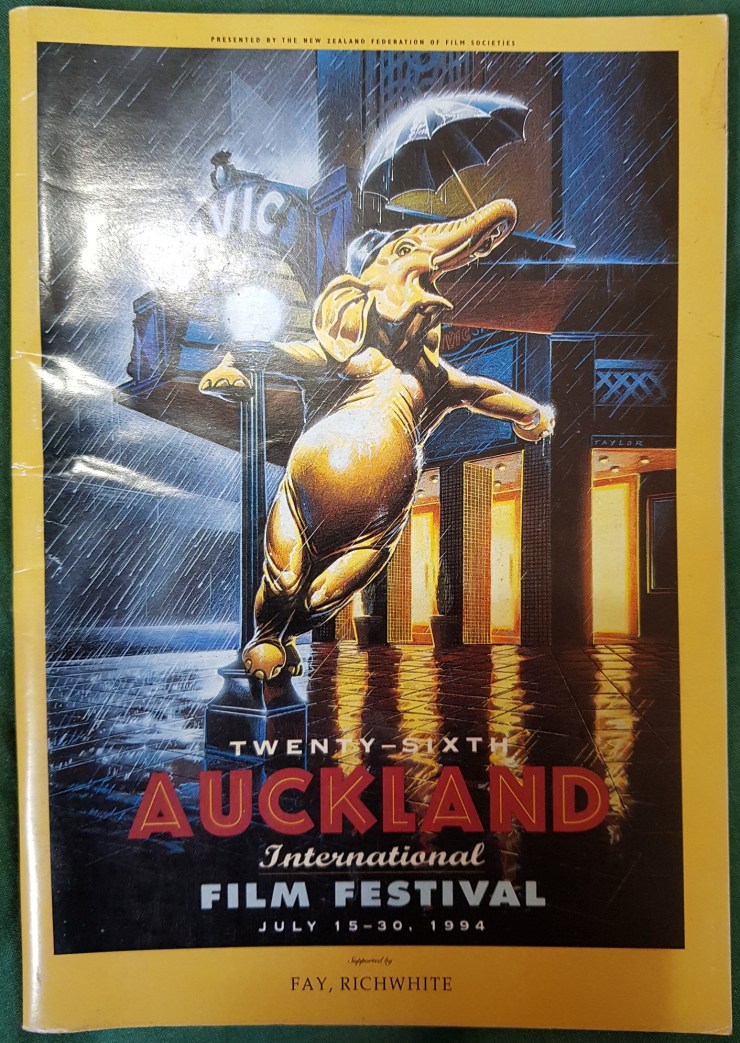 PRESENTED BY THE NEW ZEALAND FEDERATION OF FILM SOCIETIES
VIC
TAYLOR
TWENTY-SIXTH
AUCKLAND
International
FILM FESTIVAL
JULY 15-30, 1994
Supported by
FAY, RICHWHITE